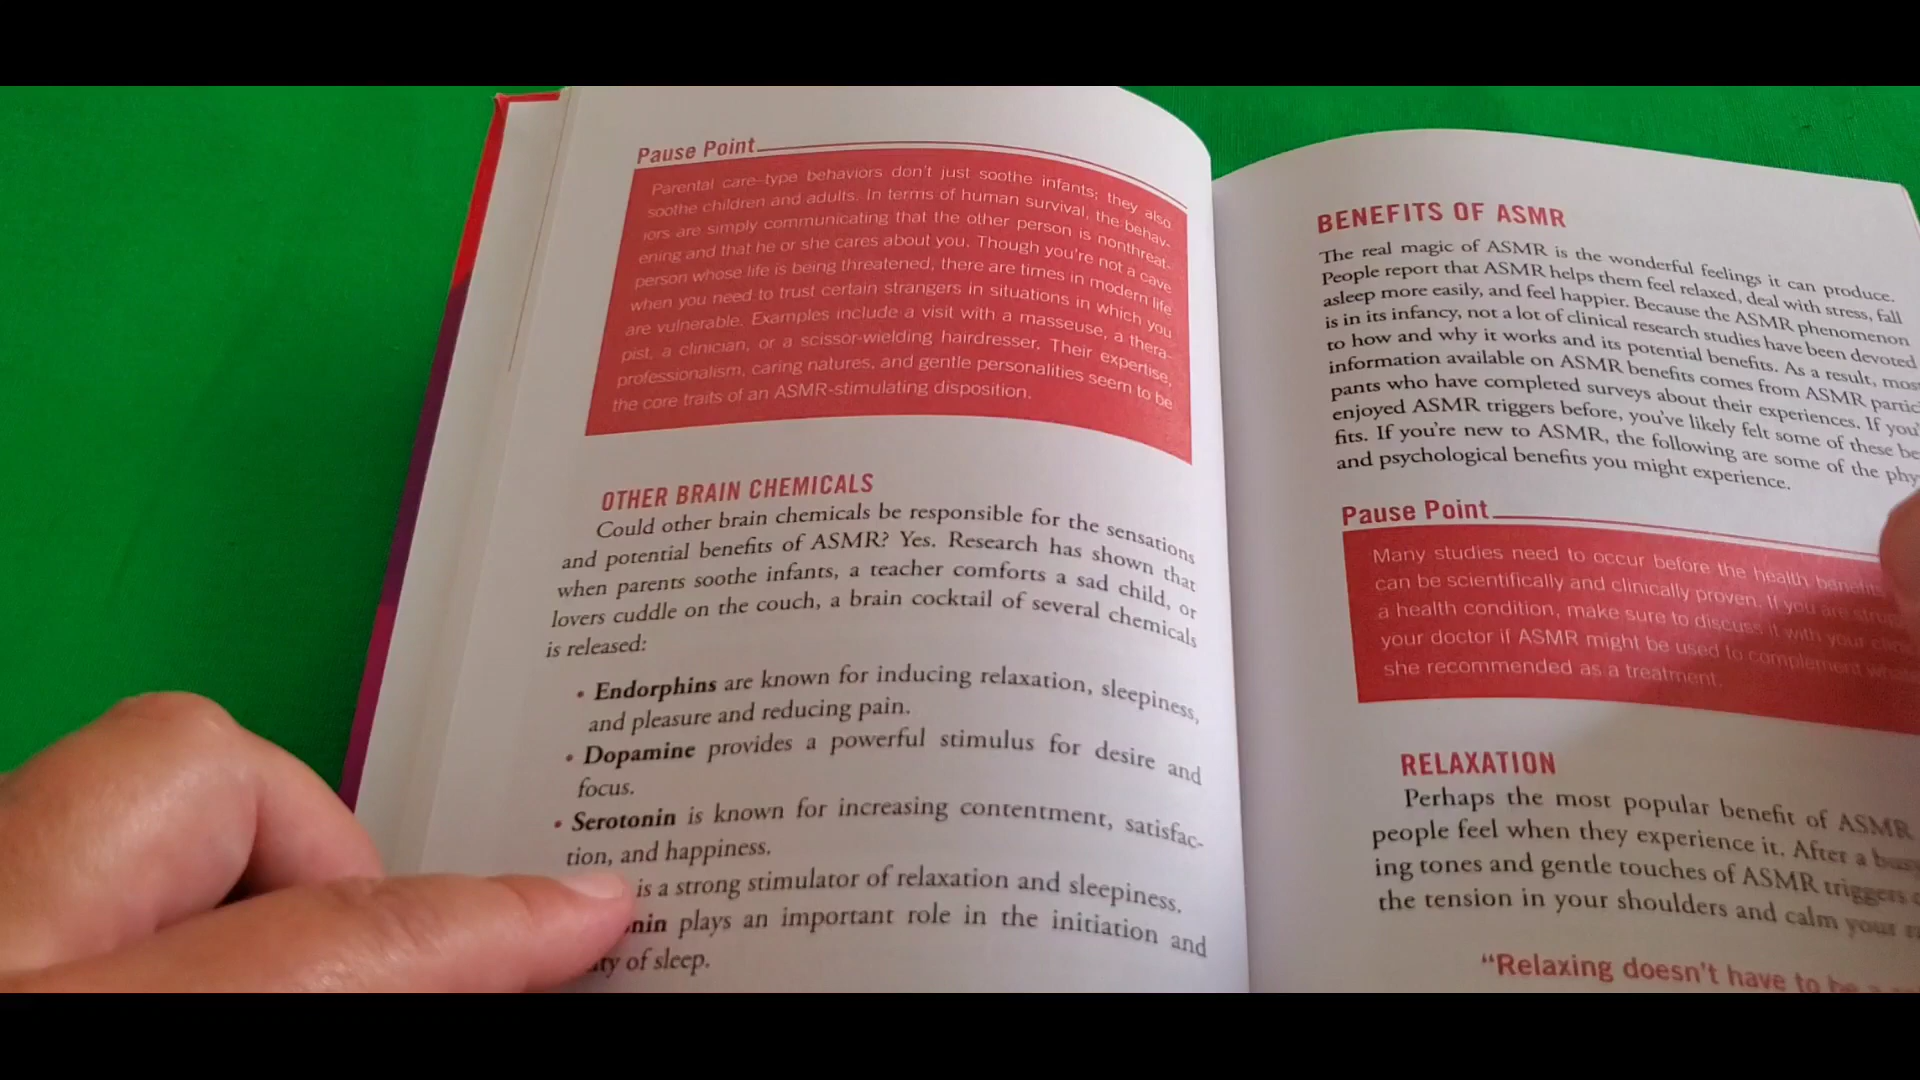 Pause Point
Parental care-type behaviors don't just soothe infants; they also
soothe children and adults. In terms of human survival, the behav-
iors are simply communicating that the other person is nonthreat-
ening and that he or she cares about you. Though you're not a cave
person whose life is being threatened, there are times in modern life
when you need to trust certain strangers in situations in which you
are vulnerable. Examples include a visit with a masseuse, a thera-
pist, a clinician, or a scissor-wielding hairdresser. Their expertise,
professionalism, caring natures, and gentle personalities seem to be
the core traits of an ASMR-stimulating disposition.
OTHER BRAIN CHEMICALS
Could other brain chemicals be responsible for the sensations
and potential benefits of ASMR? Yes. Research has shown that
when parents soothe infants, a teacher comforts a sad child, or
lovers cuddle on the couch, a brain cocktail of several chemicals
is released:
• Endorphins are known for inducing relaxation, sleepiness,
and pleasure and reducing pain.
• Dopamine provides a powerful stimulus for desire and
focus.
• Serotonin is known for increasing contentment, satisfac-
tion, and happiness.
is a strong stimulator of relaxation and sleepiness.
plays an important role in the initiation and
of sleep.
BENEFITS OF ASMR
The real magic of ASMR is the wonderful feelings it can produce.
People report that ASMR helps them feel relaxed, deal with stress, fall
asleep more easily, and feel happier. Because the ASMR phenomenon
is in its infancy, not a lot of clinical research studies have been devoted
to how and why it works and its potential benefits. As a result, most
information available on ASMR benefits comes from ASMR partici
pants who have completed surveys about their experiences. If you'
enjoyed ASMR triggers before, you've likely felt some of these be
fits. If you're new to ASMR, the following are some of the phy
and psychological benefits you might experience.
Pause Point
Many studies need to occur before the health benefits
can be scientifically and clinically proven. If you are
a health condition, make sure to discuss it with your
your doctor if ASMR might be used to complement
she recommended as a treatment.
RELAXATION
Perhaps the most popular benefit of ASMR
people feel when they experience it. After a busy
ing tones and gentle touches of ASMR triggers
the tension in your shoulders and calm your
"Relaxing doesn't have to be a